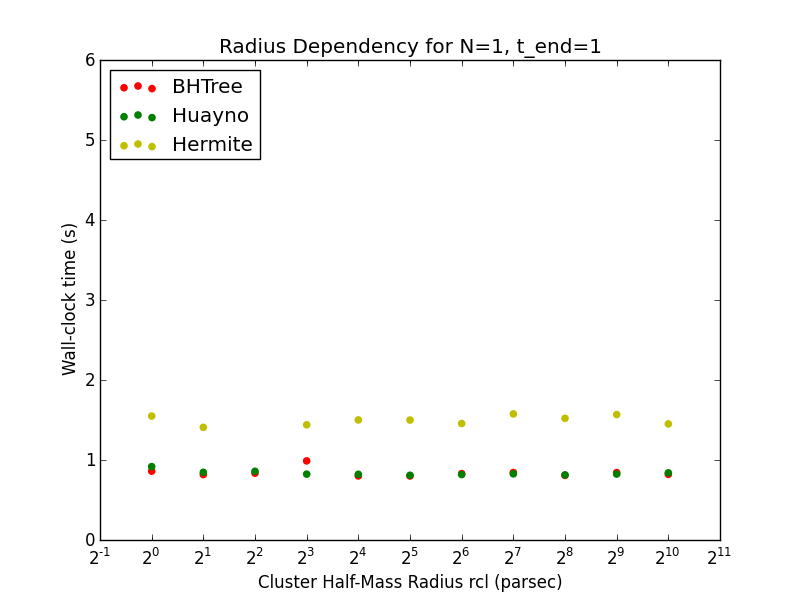 Radius Dependency for N=1, t_end=1
BHTree
Huayno
Hermite
6
5
4
3
2
1
0
Wall-clock time (s)
2^-1 2^0 2^1 2^2 2^3 2^4 2^5 2^6 2^7 2^8 2^9 2^10 2^11
Cluster Half-Mass Radius rcl (parsec)